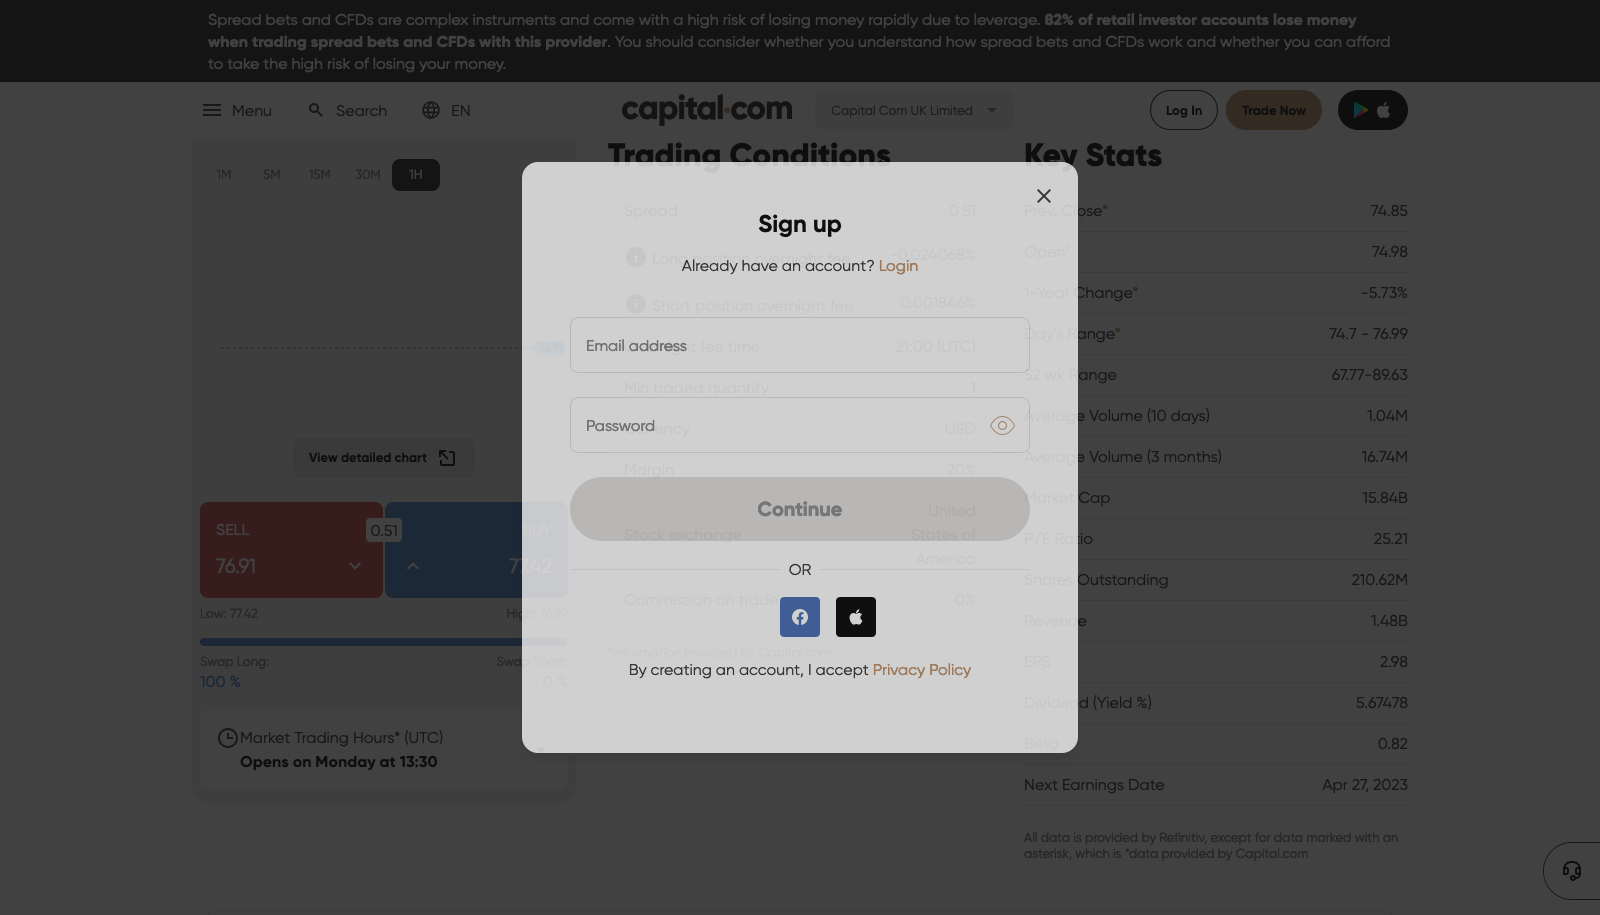 Spread bets and CFDs are complex instruments and come with a high risk of losing money rapidly due to leverage. 82% of retail investor accounts lose money
when trading spread bets and CFDs with this provider. You should consider whether you understand how spread bets and CFDs work and whether you can afford
to take the high risk of losing your money.
Menu
Search
EN
capital.com
Capital Com UK Limited
Log In
Trade Now
1M
5M
15M
30M
1H
76.91
View detailed chart
SELL
76.91
0.51
BUY
77.42
Low: 77.42
High: 76.99
Swap Long:
100 %
Swap Short:
0 %
Market Trading Hours* (UTC)
Opens on Monday at 13:30
Trading Conditions
Spread 0.51
Long position overnight fee -0.024068%
Short position overnight fee 0.001846%
fee time 21:00 (UTC)
Min traded quantity 1
Currency USD
Margin 20%
Stock exchange United
States of
America
Commission on trade 0%
*Information provided by Capital.com
Sign up
Already have an account? Login
Email address
Password
Continue
OR
By creating an account, I accept Privacy Policy
Key Stats
Prev. Close* 74.85
Open* 74.98
1-Year Change* -5.73%
Day's Range* 74.7 - 76.99
52 wk Range 67.77-89.63
Average Volume (10 days) 1.04M
Average Volume (3 months) 16.74M
Market Cap 15.84B
P/E Ratio 25.21
Shares Outstanding 210.62M
Revenue 1.48B
EPS 2.98
Dividend (Yield %) 5.67478
Beta 0.82
Next Earnings Date Apr 27, 2023
All data is provided by Refinitiv, except for data marked with an
asterisk, which is *data provided by Capital.com